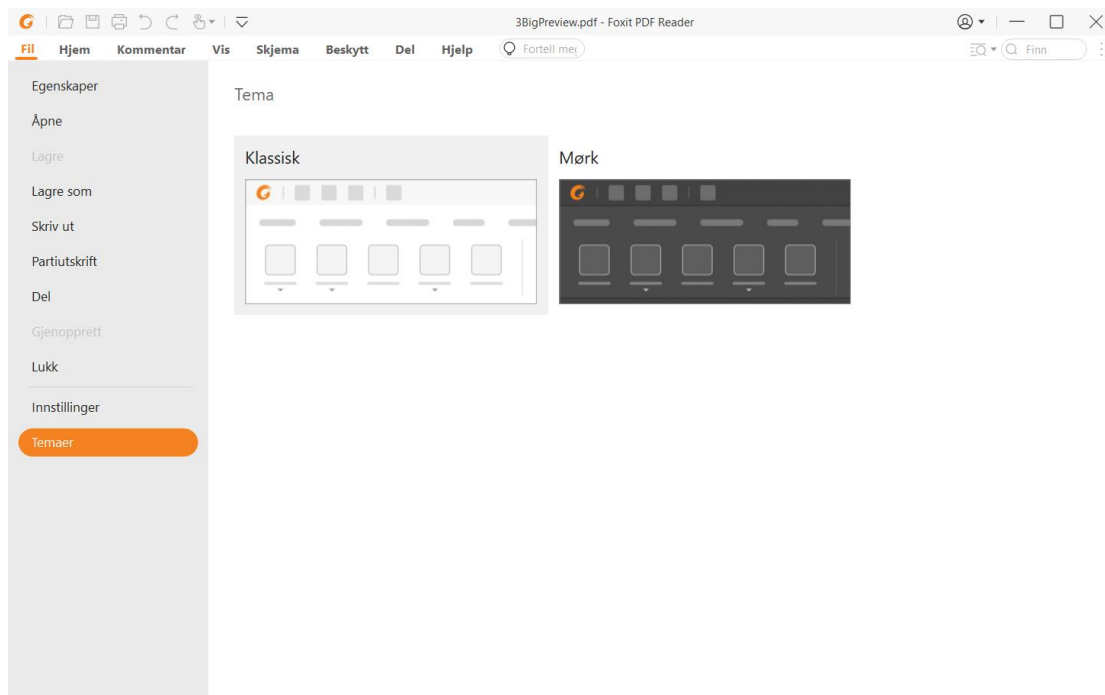 3BigPreview.pdf - Foxit PDF Reader
Fil Hjem Kommentar Vis Skjema Beskytt Del Hjelp Fortell meg Finn
Egenskaper
Åpne
Lagre
Lagre som
Skriv ut
Partiutskrift
Del
Gjenopprett
Lukk
Innstillinger
Temaer
Tema
Klassisk Mørk